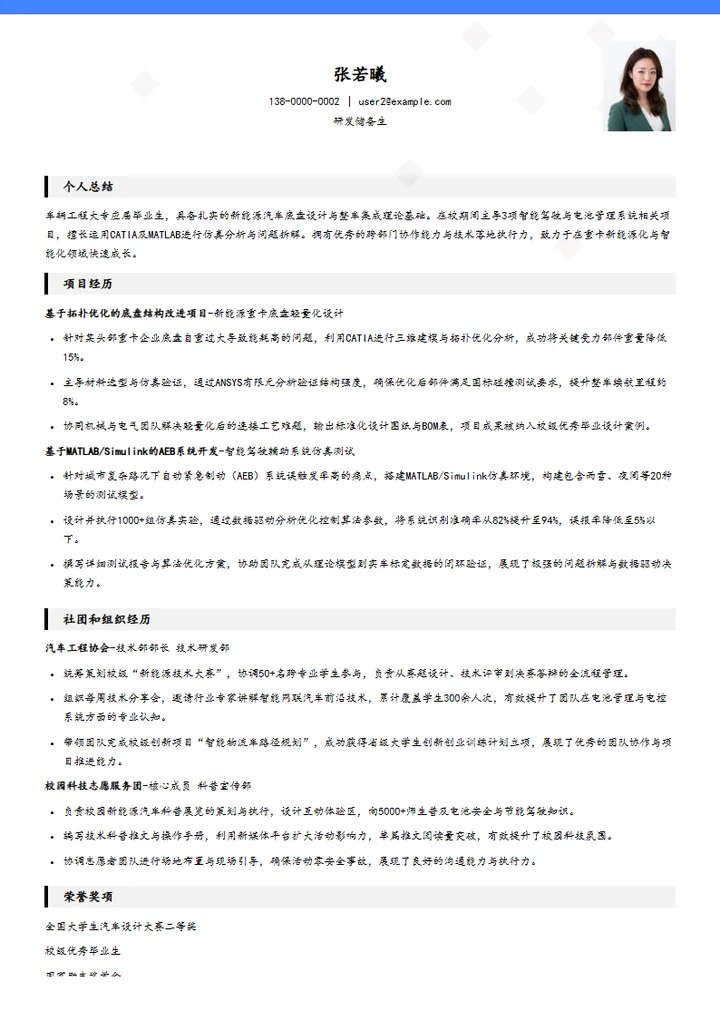 张若曦
138-0000-0002 | user2@example.com
研发储备生
个人总结
车辆工程大专应届毕业生，具备扎实的新能源汽车底盘设计与整车集成理论基础。在校期间主导3项智能驾驶与电池管理系统相关项
目，擅长运用CATIA及MATLAB进行仿真分析与问题拆解。拥有优秀的跨部门协作能力与技术落地执行力，致力于在重卡新能源化与智
能化领域快速成长。
项目经历
基于拓扑优化的底盘结构改进项目-新能源重卡底盘轻量化设计
• 针对某头部重卡企业底盘自重过大导致能耗高的问题，利用CATIA进行三维建模与拓扑优化分析，成功将关键受力部件重量降低
15%。
• 主导材料选型与仿真验证，通过ANSYS有限元分析验证结构强度，确保优化后部件满足国标碰撞测试要求，提升整车续航里程约
8%。
• 协同机械与电气团队解决轻量化后的连接工艺难题，输出标准化设计图纸与BOM表，项目成果被纳入校级优秀毕业设计案例。
基于MATLAB/Simulink的AEB系统开发-智能驾驶辅助系统仿真测试
• 针对城市复杂路况下自动紧急制动（AEB）系统误触发率高的痛点，搭建MATLAB/Simulink仿真环境，构建包含雨雪、夜间等20种
场景的测试模型。
• 设计并执行1000+组仿真实验，通过数据驱动分析优化控制算法参数，将系统识别准确率从82%提升至94%，误报率降低至5%以
下。
• 撰写详细测试报告与算法优化方案，协助团队完成从理论模型到实车标定数据的闭环验证，展现了极强的问题拆解与数据驱动决
策能力。
社团和组织经历
汽车工程协会-技术部部长 技术研发部
• 统筹策划校级“新能源技术大赛”，协调50+名跨专业学生参与，负责从赛题设计、技术评审到决赛答辩的全流程管理。
• 组织每周技术分享会，邀请行业专家讲解智能网联汽车前沿技术，累计覆盖学生300余人次，有效提升了团队在电池管理与电控
系统方面的专业认知。
• 带领团队完成校级创新项目“智能物流车路径规划”，成功获得省级大学生创新创业训练计划立项，展现了优秀的团队协作与项
目推进能力。
校园科技志愿服务团-核心成员 科普宣传部
• 负责校园新能源汽车科普展览的策划与执行，设计互动体验区，向5000+师生普及电池安全与节能驾驶知识。
• 编写技术科普推文与操作手册，利用新媒体平台扩大活动影响力，单篇推文阅读量突破，有效提升了校园科技氛围。
• 协调志愿者团队进行场地布置与现场引导，确保活动零安全事故，展现了良好的沟通能力与执行力。
荣誉奖项
全国大学生汽车设计大赛二等奖
校级优秀毕业生